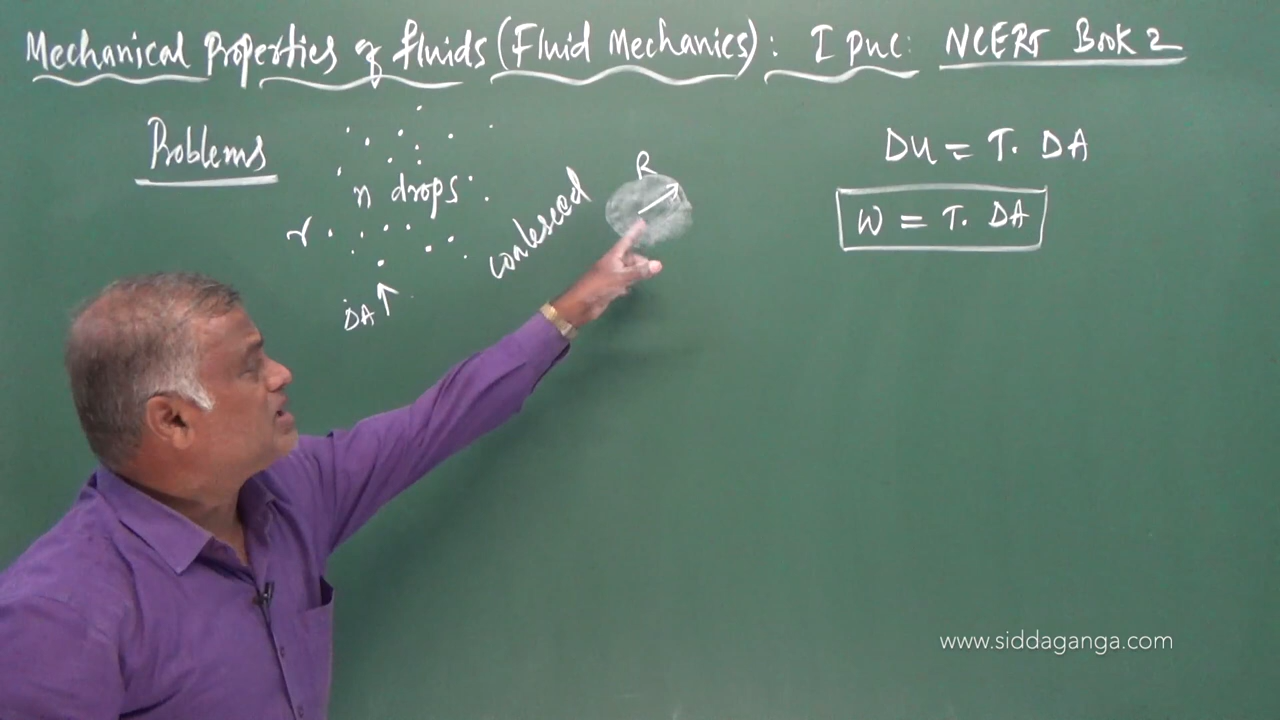 Mechanical Properties of fluids (Fluid Mechanics): I PUC: NCERT Book 2
Problems
n drops
r
DA↑
coalesced
R
DU = T. DA
W = T. DA
www.siddaganga.com